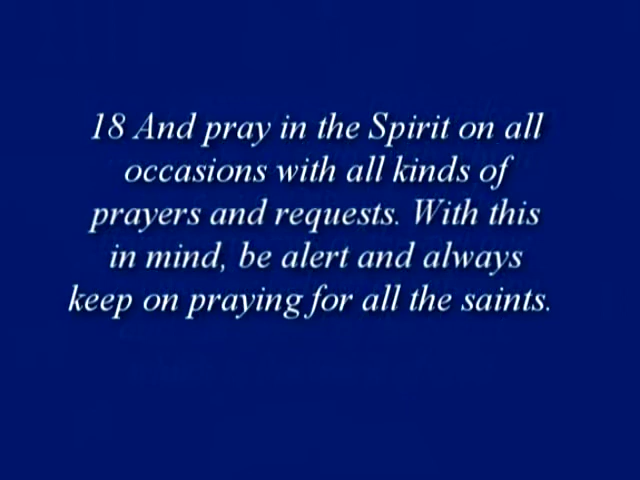 18 And pray in the Spirit on all
occasions with all kinds of
prayers and requests. With this
in mind, be alert and always
keep on praying for all the saints.